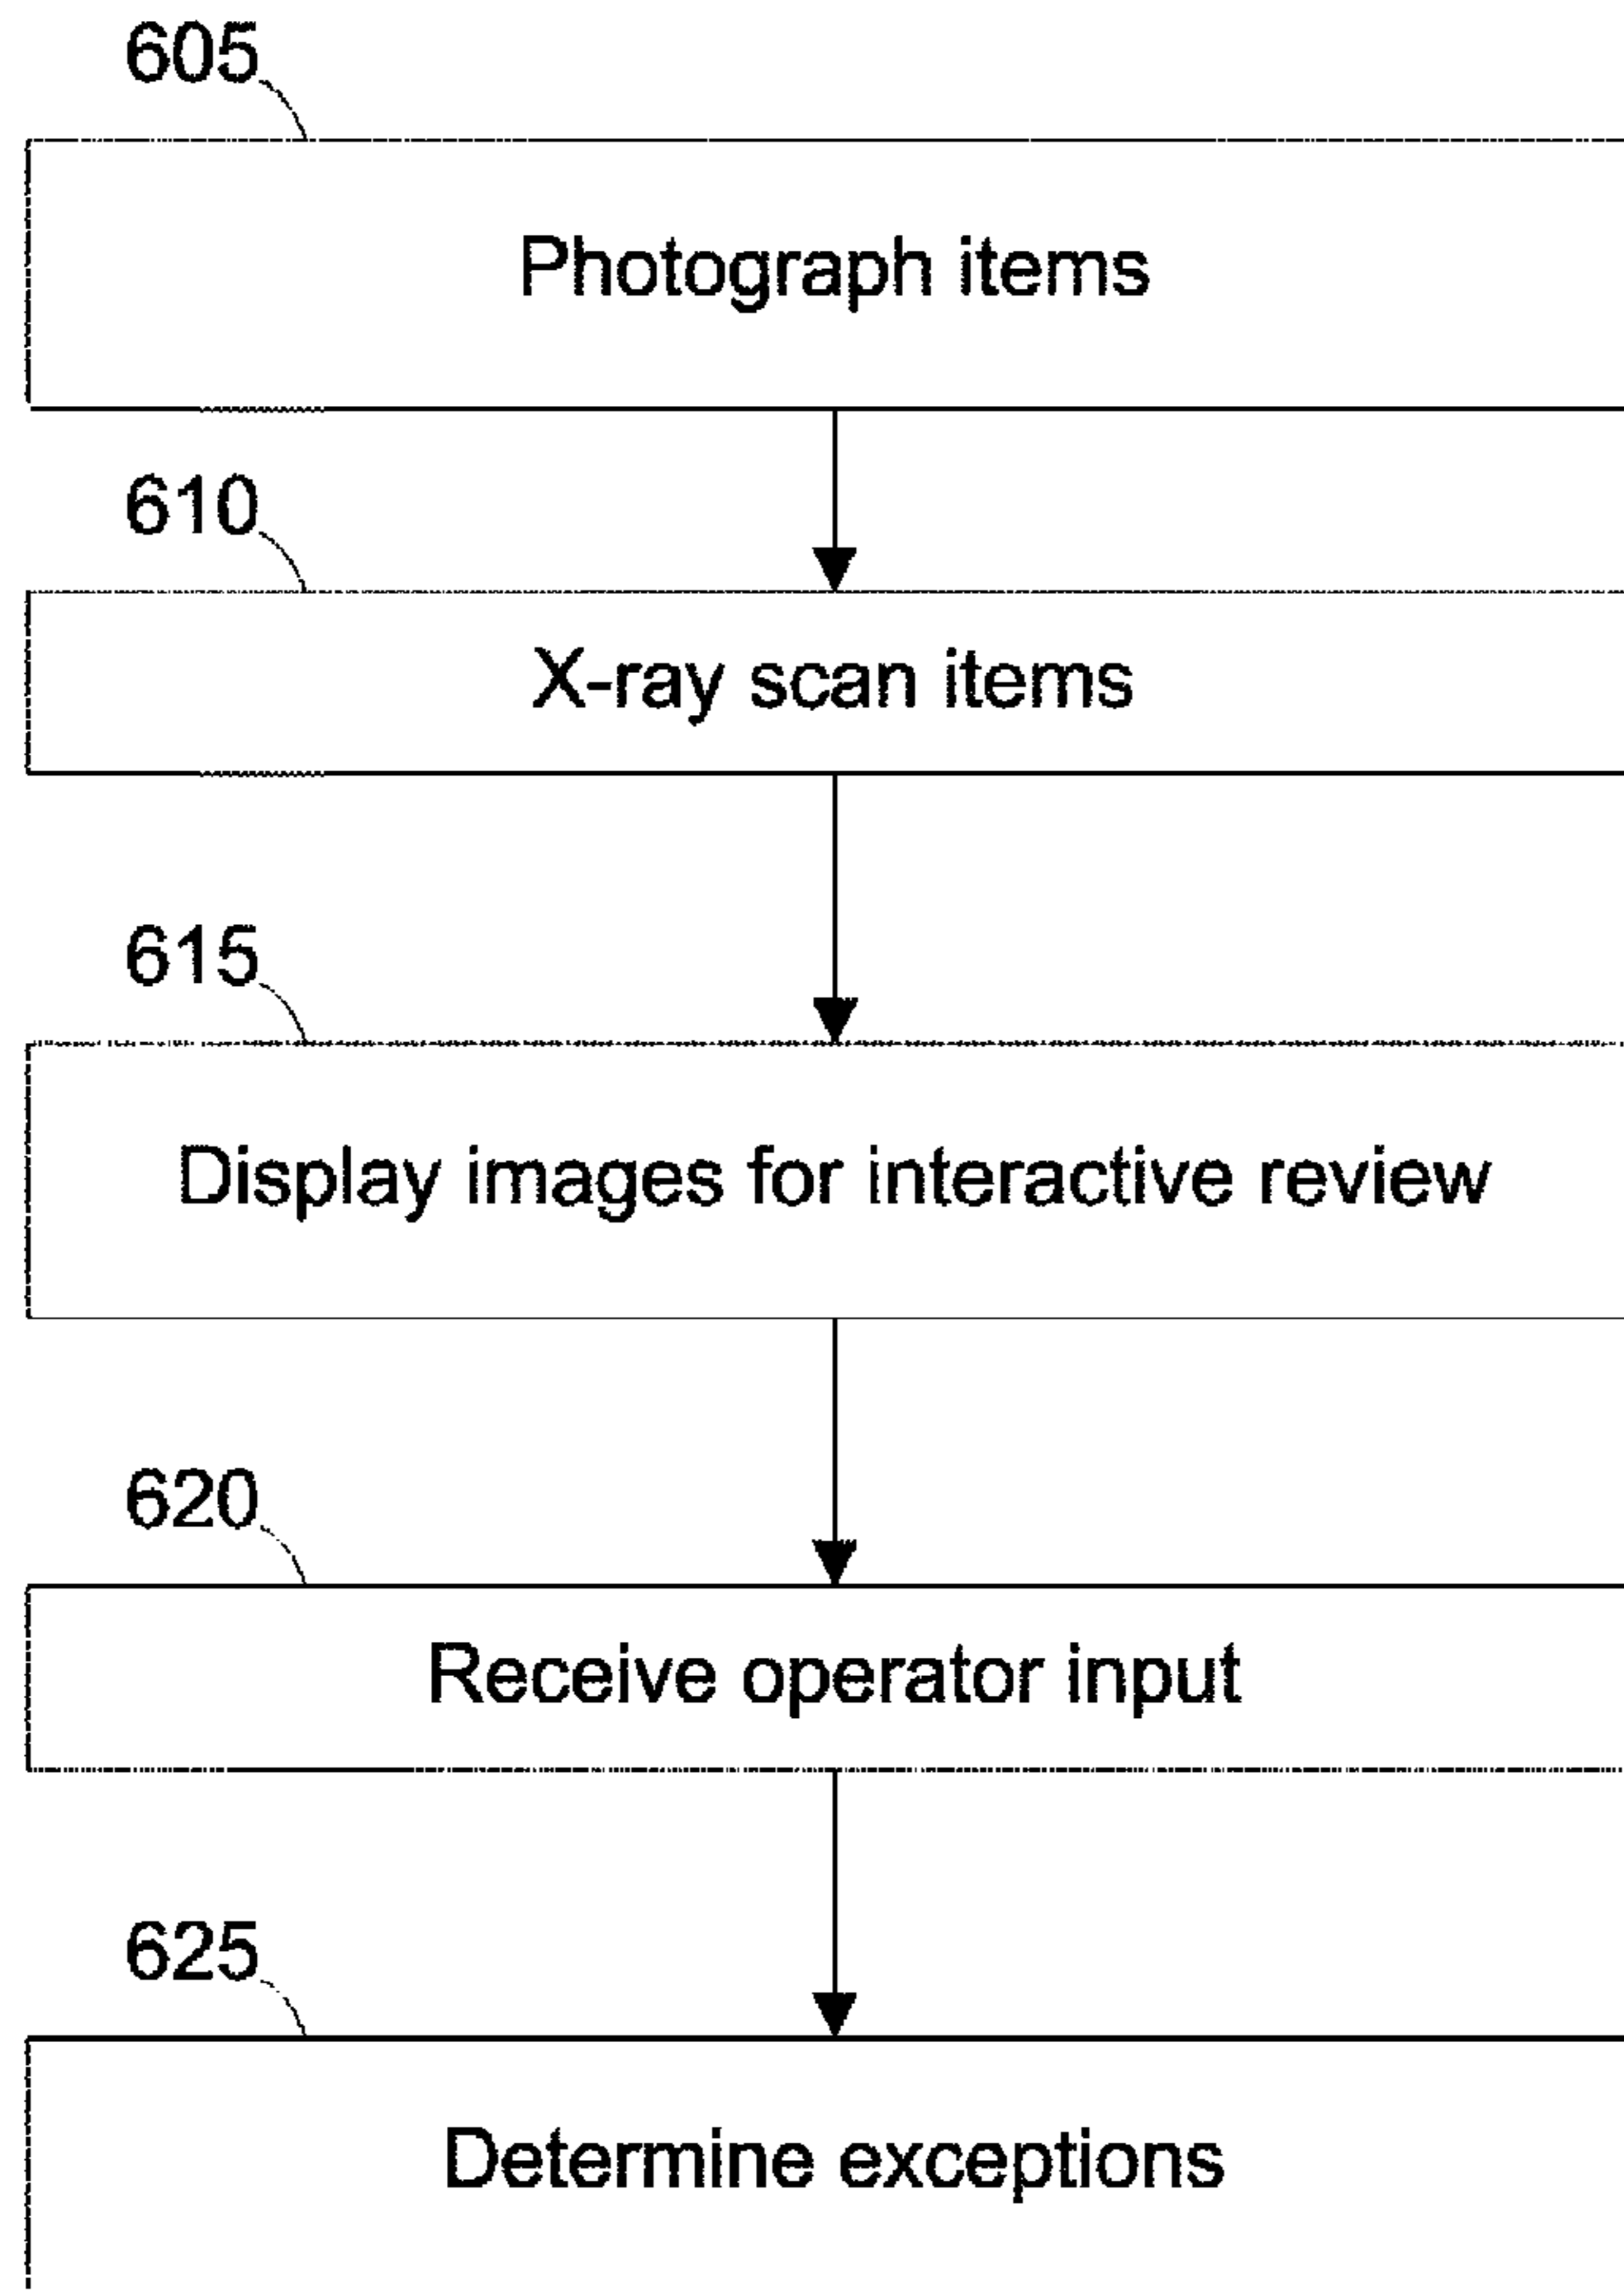 605
Photograph items
610
X-ray scan items
615
Display images for interactive review
620
Receive operator input
625
Determine exceptions